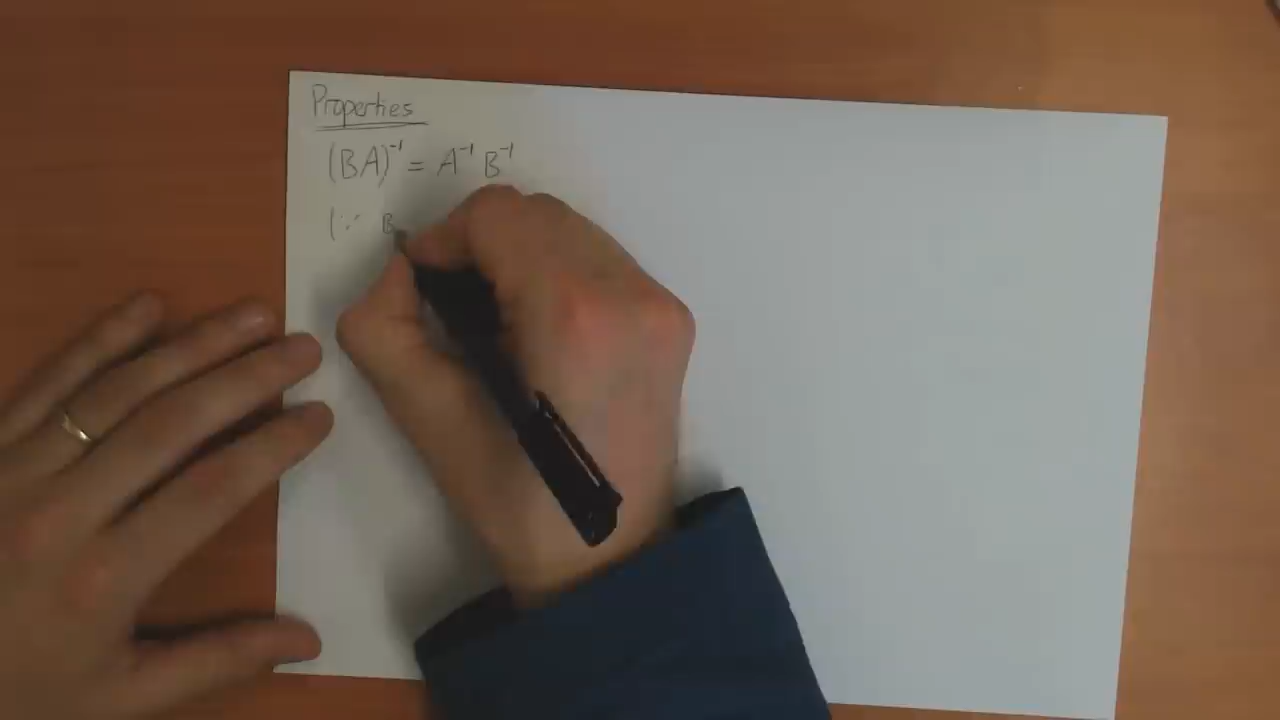 Properties
(BA)⁻¹ = A⁻¹ B⁻¹
(∵ B